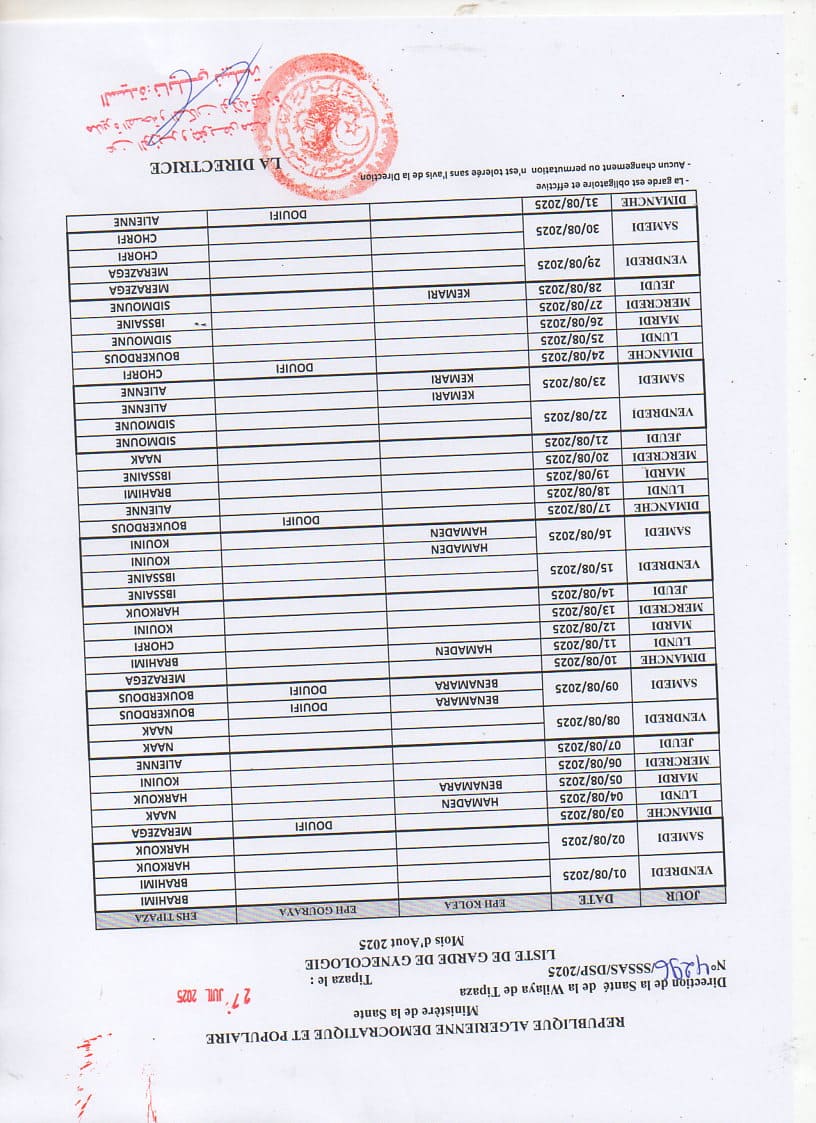 REPUBLIQUE ALGERIENNE DEMOCRATIQUE ET POPULAIRE
Ministère de la Sante
Direction de la Santé de la Wilaya de Tipaza
N°4296/SSSAS/DSP/2025 Tipaza le : 27 JUIL 2025
LISTE DE GARDE DE GYNECOLOGIE
Mois d'Aout 2025
JOUR DATE EPH KOLEA EPH GOURAYA EHS TIPAZA
VENDREDI 01/08/2025 BRAHIMI
BRAHIMI
SAMEDI 02/08/2025 HARKOUK
HARKOUK
DIMANCHE 03/08/2025 DOUIFI MERAZEGA
LUNDI 04/08/2025 HAMADEN NAAK
MARDI 05/08/2025 BENAMARA HARKOUK
MERCREDI 06/08/2025 KOUINI
JEUDI 07/08/2025 ALIENNE
VENDREDI 08/08/2025 NAAK
NAAK
SAMEDI 09/08/2025 BENAMARA DOUIFI BOUKERDOUS
BENAMARA DOUIFI BOUKERDOUS
DIMANCHE 10/08/2025 MERAZEGA
LUNDI 11/08/2025 HAMADEN BRAHIMI
MARDI 12/08/2025 CHORFI
MERCREDI 13/08/2025 KOUINI
JEUDI 14/08/2025 HARKOUK
VENDREDI 15/08/2025 IBSSAINE
IBSSAINE
SAMEDI 16/08/2025 HAMADEN KOUINI
HAMADEN KOUINI
DIMANCHE 17/08/2025 DOUIFI BOUKERDOUS
LUNDI 18/08/2025 ALIENNE
MARDI 19/08/2025 BRAHIMI
MERCREDI 20/08/2025 IBSSAINE
JEUDI 21/08/2025 NAAK
VENDREDI 22/08/2025 SIDMOUNE
SIDMOUNE
SAMEDI 23/08/2025 KEMARI ALIENNE
KEMARI ALIENNE
DIMANCHE 24/08/2025 DOUIFI CHORFI
LUNDI 25/08/2025 BOUKERDOUS
MARDI 26/08/2025 SIDMOUNE
MERCREDI 27/08/2025 IBSSAINE
JEUDI 28/08/2025 KEMARI SIDMOUNE
VENDREDI 29/08/2025 MERAZEGA
MERAZEGA
SAMEDI 30/08/2025 CHORFI
CHORFI
DIMANCHE 31/08/2025 DOUIFI ALIENNE
- La garde est obligatoire et effctive
- Aucun changement ou permutation n'est tolerée sans l'avis de la Direction
LA DIRECTRICE
عن الوزير و بتفويض منه
مديرة الصحة و السكان لولاية تيبازة
السيدة: نايلي نبيلة